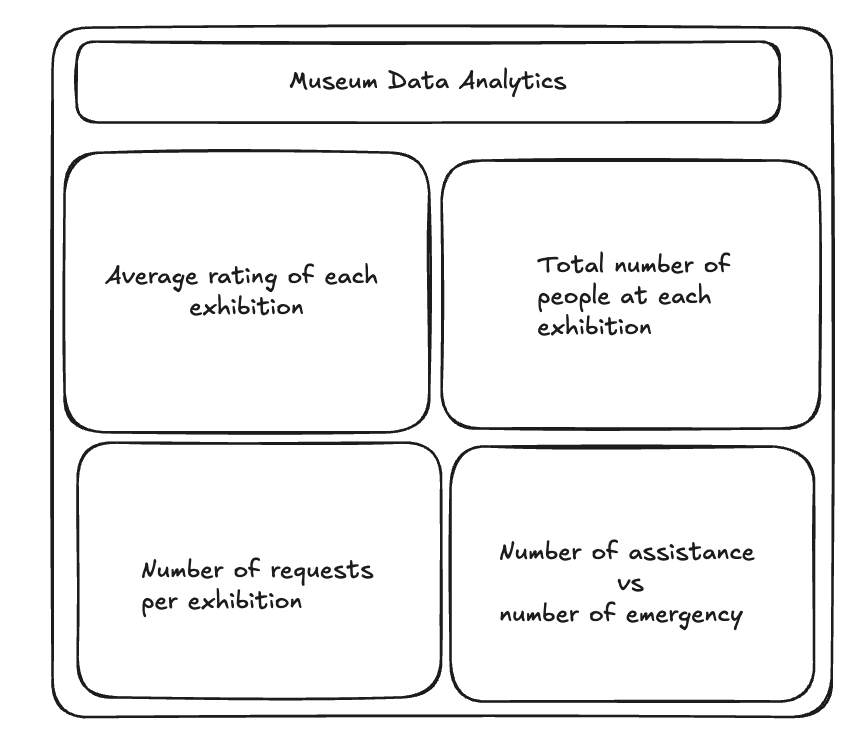 Museum Data Analytics
Average rating of each
exhibition
Total number of
people at each
exhibition
Number of requests
per exhibition
Number of assistance
vs
number of emergency